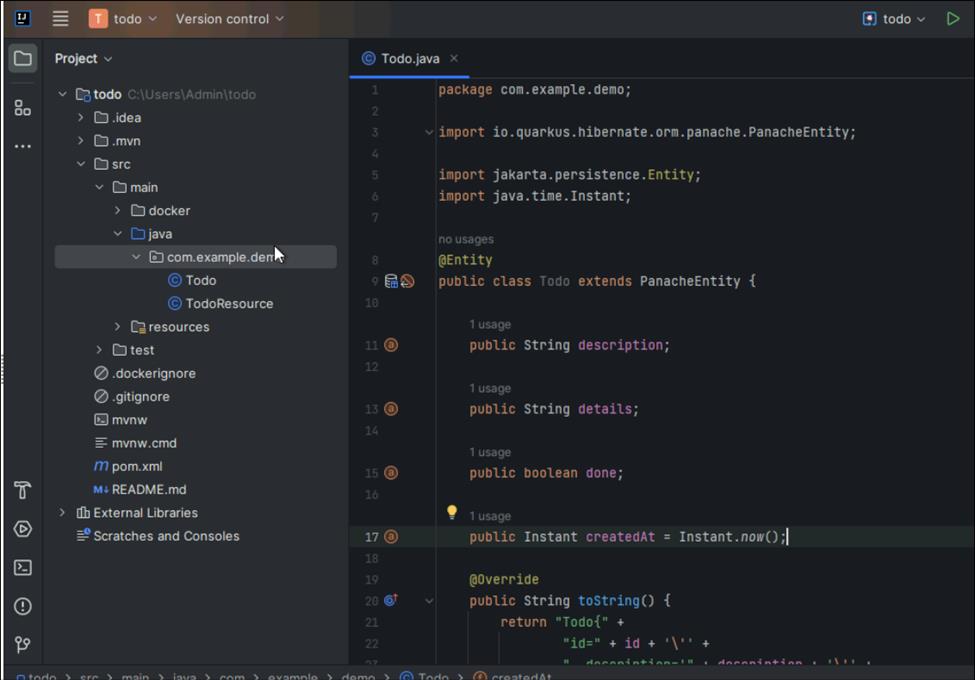 T todo Version control todo
Project
todo C:\Users\Admin\todo
.idea
.mvn
src
main
docker
java
com.example.dem
Todo
TodoResource
resources
test
.dockerignore
.gitignore
mvnw
mvnw.cmd
m pom.xml
M↓ README.md
External Libraries
Scratches and Consoles
Todo.java
1 package com.example.demo;
2
3 import io.quarkus.hibernate.orm.panache.PanacheEntity;
4
5 import jakarta.persistence.Entity;
6 import java.time.Instant;
7
no usages
8 @Entity
9 public class Todo extends PanacheEntity {
10
1 usage
11 public String description;
12
1 usage
13 public String details;
14
1 usage
15 public boolean done;
16
1 usage
17 public Instant createdAt = Instant.now();
18
19 @Override
20 public String toString() {
21 return "Todo{" +
22 "id=" + id + '\'' +
todo > src > main > java > com > example > demo > Todo > createdAt